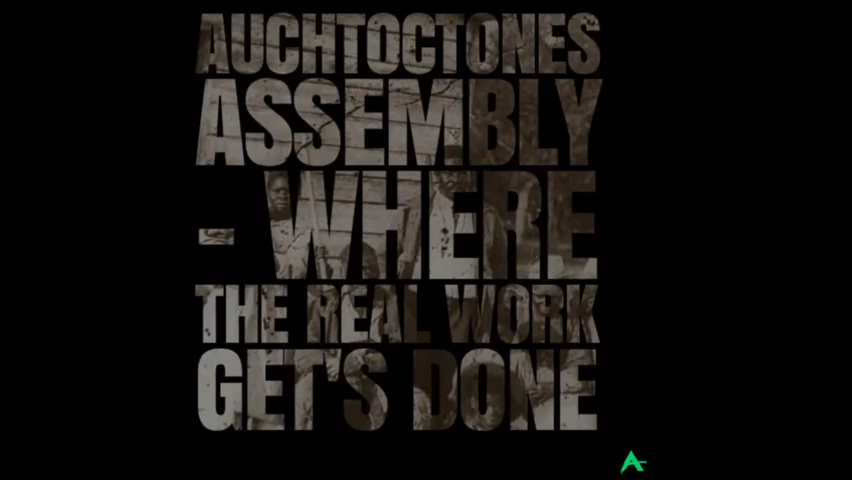 AUCHTOCTONES
ASSEMBLY
- WHERE
THE REAL WORK
GET'S DONE